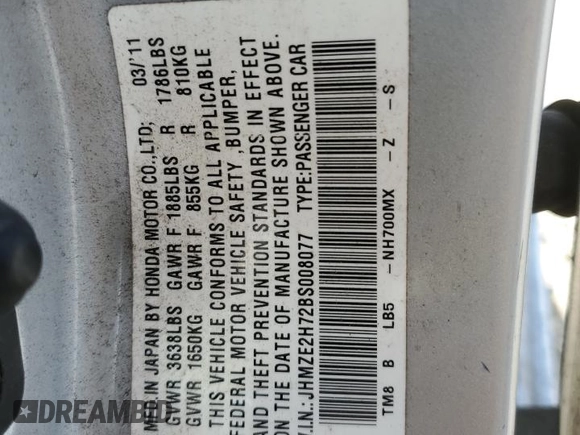 MFD. IN JAPAN BY HONDA MOTOR CO.,LTD; 03/'11
GVWR 3638LBS GAWR F 1885LBS R 1786LBS
GVWR 1650KG GAWR F 855KG R 810KG
THIS VEHICLE CONFORMS TO ALL APPLICABLE
FEDERAL MOTOR VEHICLE SAFETY ,BUMPER,
AND THEFT PREVENTION STANDARDS IN EFFECT
ON THE DATE OF MANUFACTURE SHOWN ABOVE.
V.I.N.: JHMZE2H72BS008077 TYPE:PASSENGER CAR
TM8 B LB5 -NH700MX -Z -S
DREAMBID